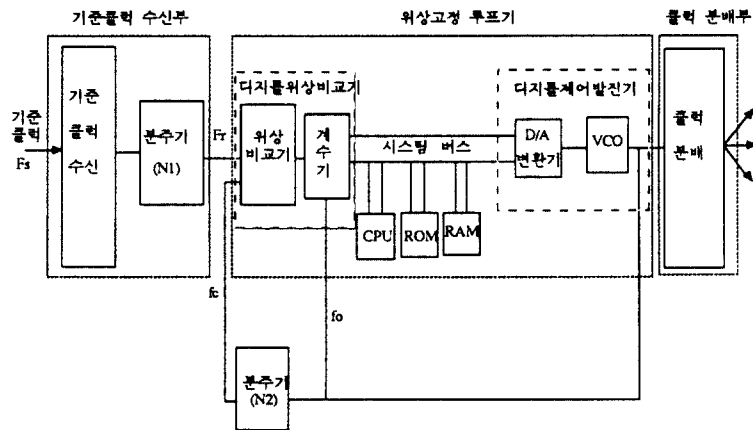 기준클럭 수신부
위상고정 루프기
클럭 분배부
기준
클럭
Fs
기준
클럭
수신
분주기
(N1)
Fr
디지틀위상비교기
위상
비교기
계
수
기
시스템 버스
CPU
ROM
RAM
디지틀제어발진기
D/A
변환기
VCO
클럭
분배
fc
fo
분주기
(N2)